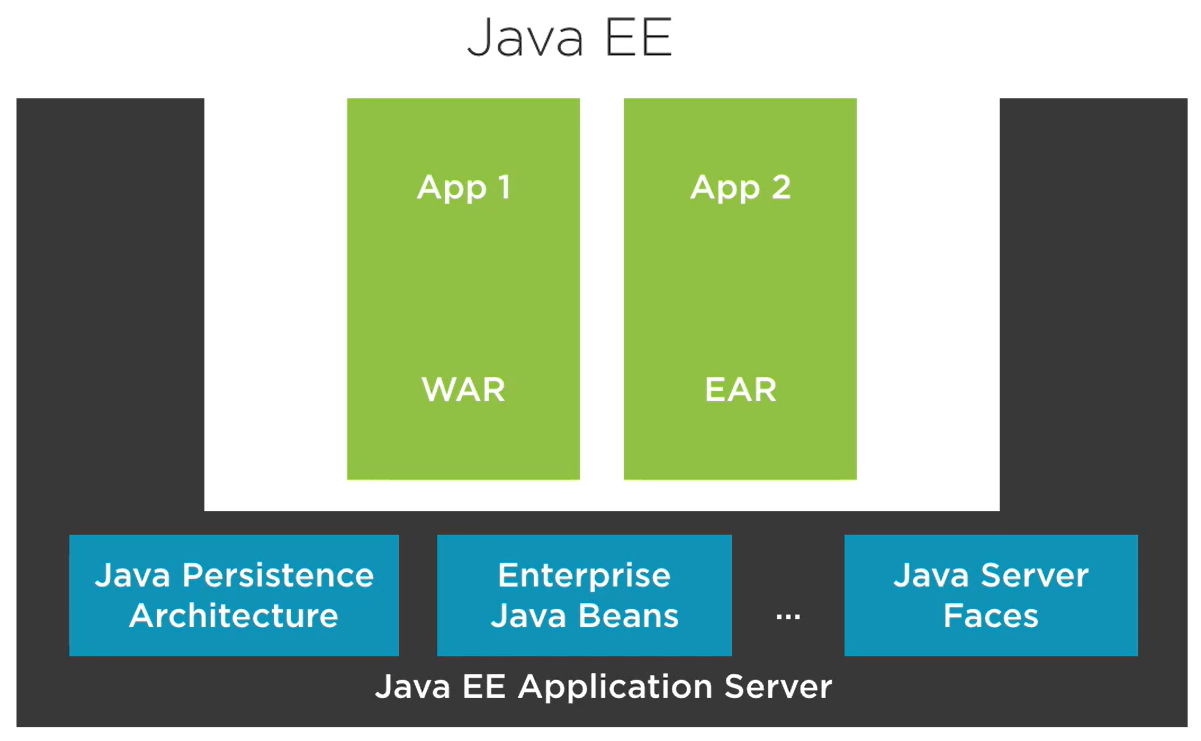 Java EE
App 1
App 2
WAR
EAR
Java Persistence
Architecture
Enterprise
Java Beans
...
Java Server
Faces
Java EE Application Server